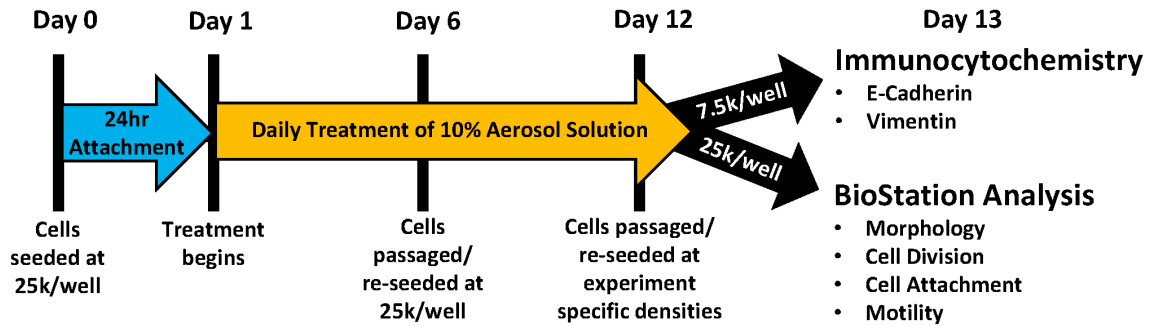 Day 0
Day 1
Day 6
Day 12
Day 13
24hr
Attachment
Daily Treatment of 10% Aerosol Solution
7.5k/well
25k/well
Cells
seeded at
25k/well
Treatment
begins
Cells
passaged/
re-seeded at
25k/well
Cells passaged/
re-seeded at
experiment
specific densities
Immunocytochemistry
• E-Cadherin
• Vimentin
BioStation Analysis
• Morphology
• Cell Division
• Cell Attachment
• Motility